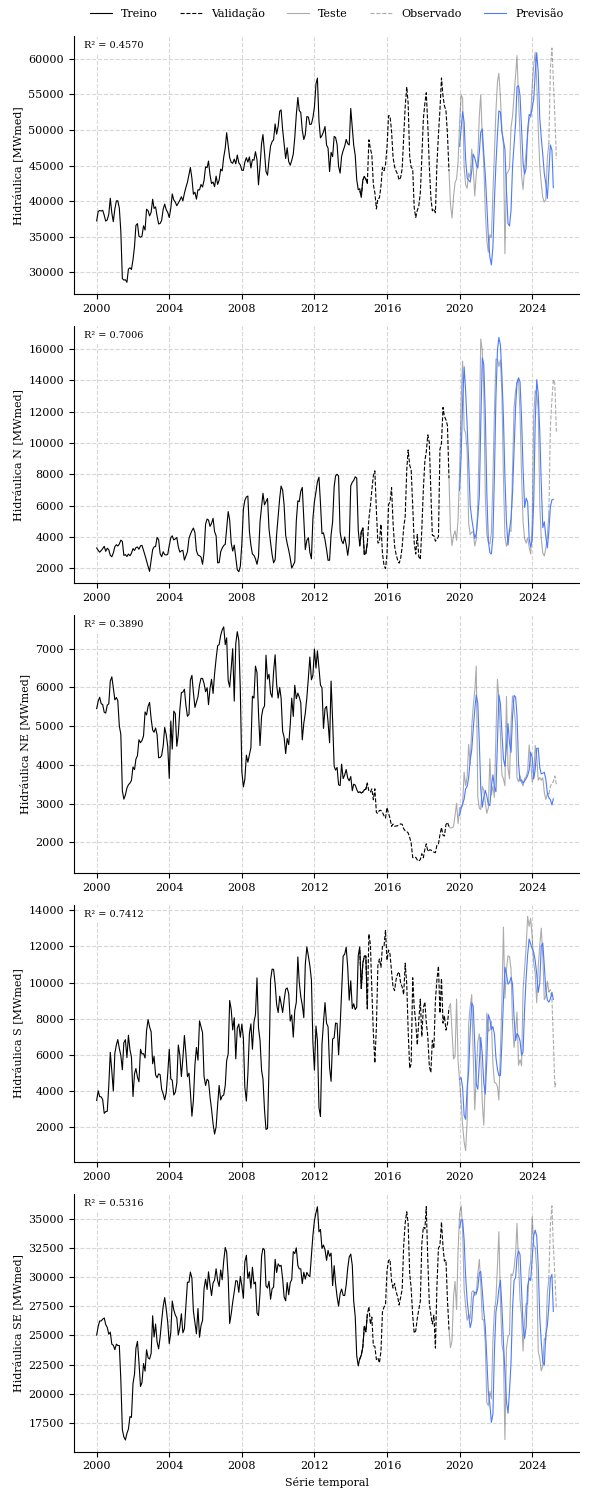 Treino Validação Teste Observado Previsão
R² = 0.4570
Hidráulica [MWmed]
60000
55000
50000
45000
40000
35000
30000
2000 2004 2008 2012 2016 2020 2024
R² = 0.7006
Hidráulica N [MWmed]
16000
14000
12000
10000
8000
6000
4000
2000
2000 2004 2008 2012 2016 2020 2024
R² = 0.3890
Hidráulica NE [MWmed]
7000
6000
5000
4000
3000
2000
2000 2004 2008 2012 2016 2020 2024
R² = 0.7412
Hidráulica S [MWmed]
14000
12000
10000
8000
6000
4000
2000
2000 2004 2008 2012 2016 2020 2024
R² = 0.5316
Hidráulica SE [MWmed]
35000
32500
30000
27500
25000
22500
20000
17500
2000 2004 2008 2012 2016 2020 2024
Série temporal